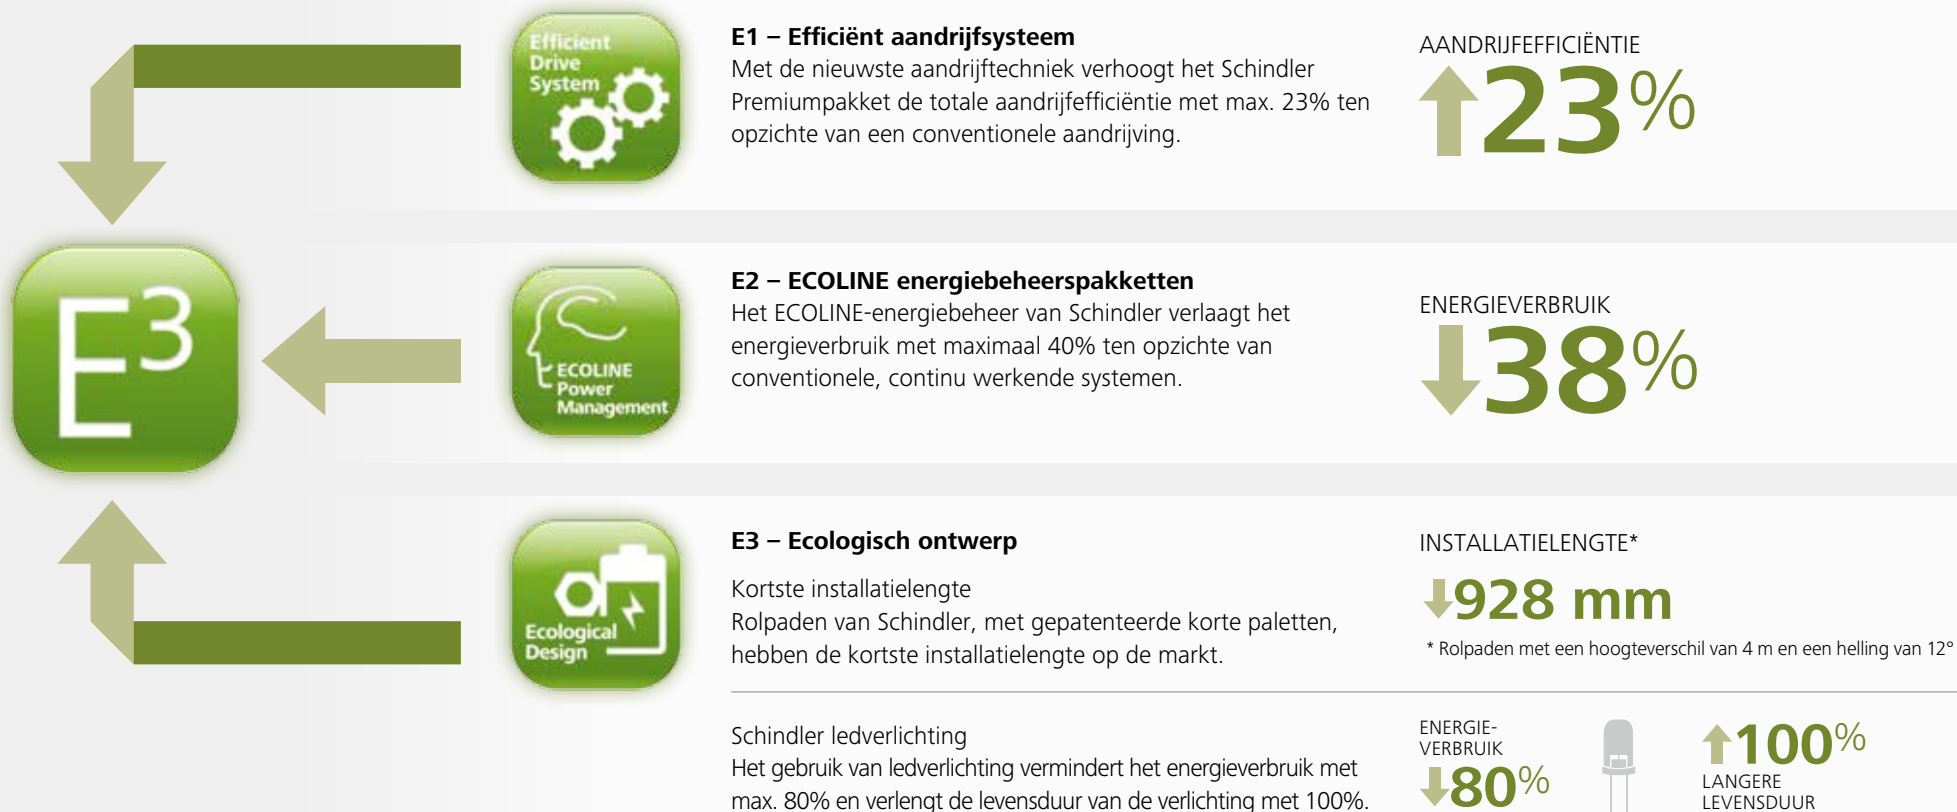 Efficient
Drive
System
E1 – Efficiënt aandrijfsysteem
Met de nieuwste aandrijftechniek verhoogt het Schindler
Premiumpakket de totale aandrijfefficiëntie met max. 23% ten
opzichte van een conventionele aandrijving.
AANDRIJFEFFICIËNTIE
23%
E³
ECOLINE
Power
Management
E2 – ECOLINE energiebeheerspakketten
Het ECOLINE-energiebeheer van Schindler verlaagt het
energieverbruik met maximaal 40% ten opzichte van
conventionele, continu werkende systemen.
ENERGIEVERBRUIK
38%
Ecological
Design
E3 – Ecologisch ontwerp
Kortste installatielengte
Rolpaden van Schindler, met gepatenteerde korte paletten,
hebben de kortste installatielengte op de markt.
INSTALLATIELENGTE*
928 mm
* Rolpaden met een hoogteverschil van 4 m en een helling van 12°
Schindler ledverlichting
Het gebruik van ledverlichting vermindert het energieverbruik met
max. 80% en verlengt de levensduur van de verlichting met 100%.
ENERGIE-
VERBRUIK
80%
100%
LANGERE
LEVENSDUUR